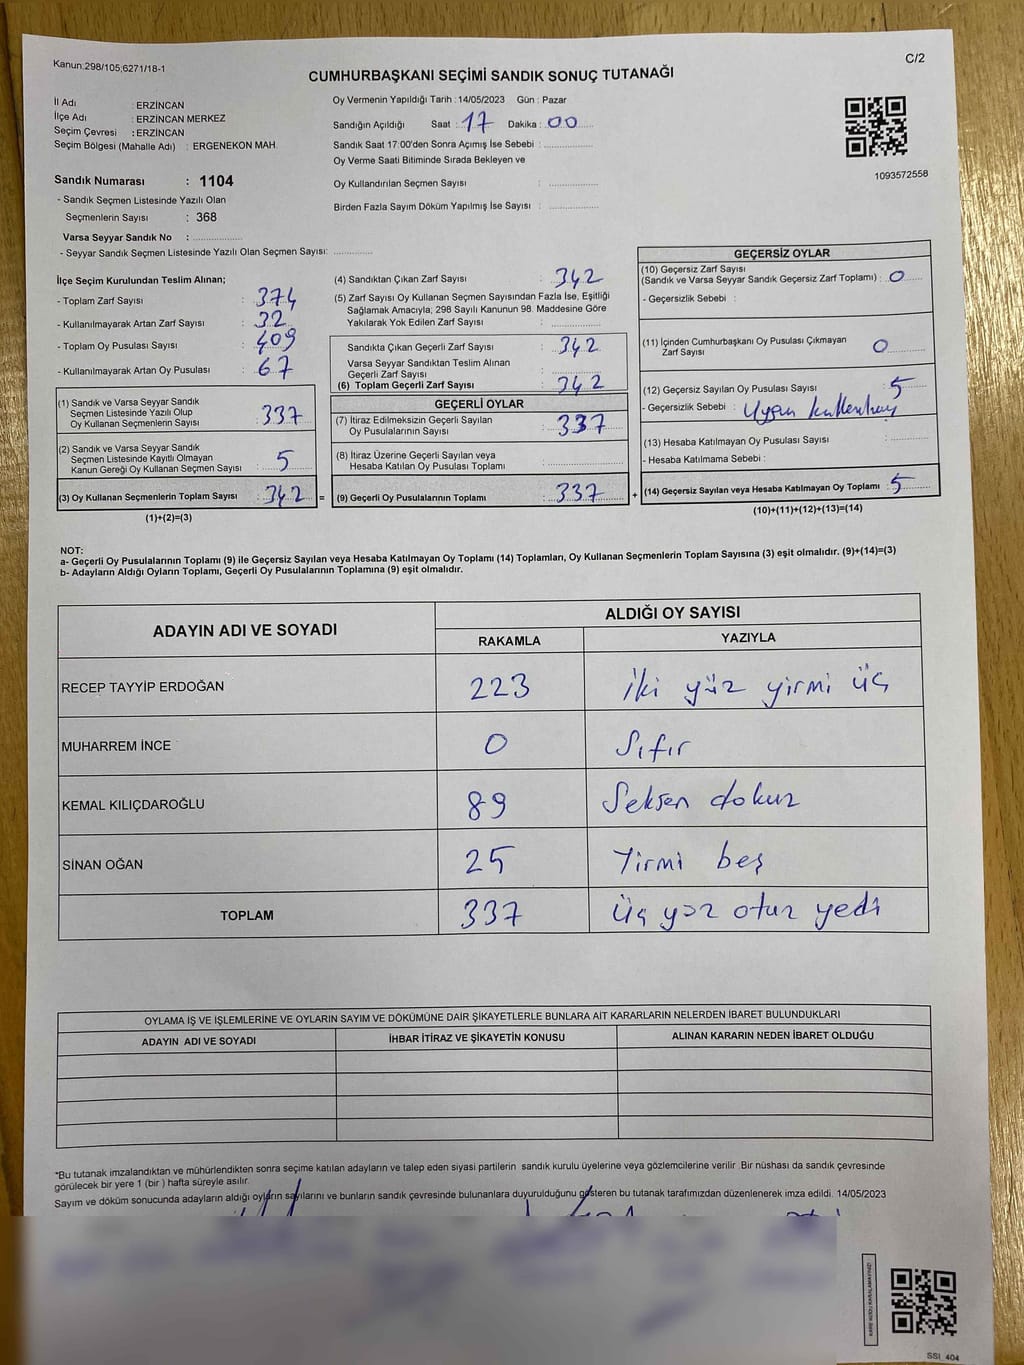 Kanun:298/105;6271/18-1
C/2
CUMHURBAŞKANI SEÇİMİ SANDIK SONUÇ TUTANAĞI
İl Adı : ERZİNCAN
İlçe Adı : ERZİNCAN MERKEZ
Seçim Çevresi : ERZİNCAN
Seçim Bölgesi (Mahalle Adı) : ERGENEKON MAH.
Sandık Numarası : 1104
- Sandık Seçmen Listesinde Yazılı Olan
Seçmenlerin Sayısı : 368
Varsa Seyyar Sandık No :
- Seyyar Sandık Seçmen Listesinde Yazılı Olan Seçmen Sayısı:
Oy Vermenin Yapıldığı Tarih : 14/05/2023 Gün : Pazar
Sandığın Açıldığı Saat : 17 Dakika : 00
Sandık Saat 17:00'den Sonra Açımış İse Sebebi :
Oy Verme Saati Bitiminde Sırada Bekleyen ve
Oy Kullandırılan Seçmen Sayısı :
Birden Fazla Sayım Döküm Yapılmış İse Sayısı :
1093572558
İlçe Seçim Kurulundan Teslim Alınan;
- Toplam Zarf Sayısı : 374
- Kullanılmayarak Artan Zarf Sayısı : 32
- Toplam Oy Pusulası Sayısı : 409
- Kullanılmayarak Artan Oy Pusulası : 67
(1) Sandık ve Varsa Seyyar Sandık
Seçmen Listesinde Yazılı Olup
Oy Kullanan Seçmenlerin Sayısı : 337
(2) Sandık ve Varsa Seyyar Sandık
Seçmen Listesinde Kayıtlı Olmayan
Kanun Gereği Oy Kullanan Seçmen Sayısı : 5
(3) Oy Kullanan Seçmenlerin Toplam Sayısı : 342 =
(1)+(2)=(3)
(4) Sandıktan Çıkan Zarf Sayısı : 342
(5) Zarf Sayısı Oy Kullanan Seçmen Sayısından Fazla İse, Eşitliği
Sağlamak Amacıyla; 298 Sayılı Kanunun 98. Maddesine Göre
Yakılarak Yok Edilen Zarf Sayısı :
Sandıkta Çıkan Geçerli Zarf Sayısı : 342
Varsa Seyyar Sandıktan Teslim Alınan
Geçerli Zarf Sayısı :
(6) Toplam Geçerli Zarf Sayısı : 342
GEÇERLİ OYLAR
(7) İtiraz Edilmeksizin Geçerli Sayılan
Oy Pusulalarının Sayısı : 337
(8) İtiraz Üzerine Geçerli Sayılan veya
Hesaba Katılan Oy Pusulası Toplamı :
(9) Geçerli Oy Pusulalarının Toplamı : 337 +
GEÇERSİZ OYLAR
(10) Geçersiz Zarf Sayısı
(Sandık ve Varsa Seyyar Sandık Geçersiz Zarf Toplamı) : 0
- Geçersizlik Sebebi :
(11) İçinden Cumhurbaşkanı Oy Pusulası Çıkmayan
Zarf Sayısı 0
(12) Geçersiz Sayılan Oy Pusulası Sayısı : 5
- Geçersizlik Sebebi : Uygun
(13) Hesaba Katılmayan Oy Pusulası Sayısı :
- Hesaba Katılmama Sebebi :
(14) Geçersiz Sayılan veya Hesaba Katılmayan Oy Toplamı : 5
(10)+(11)+(12)+(13)=(14)
NOT:
a- Geçerli Oy Pusulalarının Toplamı (9) ile Geçersiz Sayılan veya Hesaba Katılmayan Oy Toplamı (14) Toplamları, Oy Kullanan Seçmenlerin Toplam Sayısına (3) eşit olmalıdır. (9)+(14)=(3)
b- Adayların Aldığı Oyların Toplamı, Geçerli Oy Pusulalarının Toplamına (9) eşit olmalıdır.
ADAYIN ADI VE SOYADI
ALDIĞI OY SAYISI
RAKAMLA YAZIYLA
RECEP TAYYİP ERDOĞAN 223 iki yüz yirmi üç
MUHARREM İNCE 0 Sıfır
KEMAL KILIÇDAROĞLU 89 Seksen dokuz
SİNAN OĞAN 25 Yirmi beş
TOPLAM 337 Üç yüz otuz yedi
OYLAMA İŞ VE İŞLEMLERİNE VE OYLARIN SAYIM VE DÖKÜMÜNE DAİR ŞİKAYETLERLE BUNLARA AİT KARARLARIN NELERDEN İBARET BULUNDUKLARI
ADAYIN ADI VE SOYADI İHBAR İTİRAZ VE ŞİKAYETİN KONUSU ALINAN KARARIN NEDEN İBARET OLDUĞU
*Bu tutanak imzalandıktan ve mühürlendikten sonra seçime katılan adayların ve talep eden siyasi partilerin sandık kurulu üyelerine veya gözlemcilerine verilir .Bir nüshası da sandık çevresinde
görülecek bir yere 1 (bir ) hafta süreyle asılır.
Sayım ve döküm sonucunda adayların aldığı oyların sayılarını ve bunların sandık çevresinde bulunanlara duyurulduğunu gösteren bu tutanak tarafımızdan düzenlenerek imza edildi. 14/05/2023
KARE KODU KARALAMAYINIZ!
SSI_404